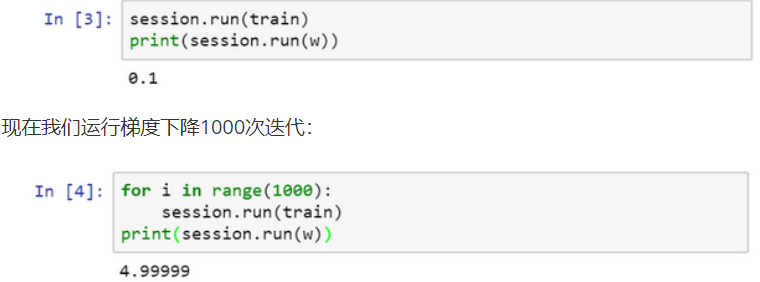 In [3]: session.run(train)
print(session.run(w))
0.1
现在我们运行梯度下降1000次迭代：
In [4]: for i in range(1000):
    session.run(train)
print(session.run(w))
4.99999